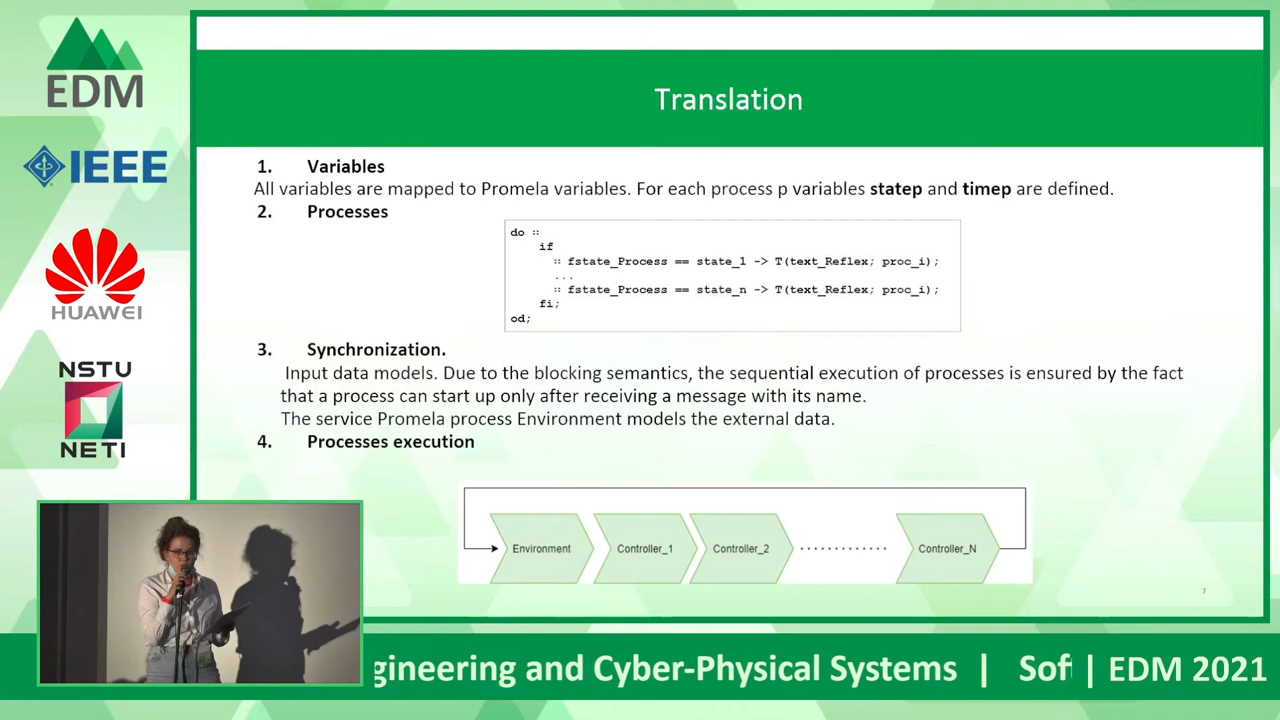 EDM
IEEE
HUAWEI
NSTU
NETI
Translation
1. Variables
All variables are mapped to Promela variables. For each process p variables statep and timep are defined.
2. Processes
do ::
if
:: fstate_Process == state_1 -> T(text_Reflex; proc_i);
...
:: fstate_Process == state_n -> T(text_Reflex; proc_i);
fi;
od;
3. Synchronization.
Input data models. Due to the blocking semantics, the sequential execution of processes is ensured by the fact
that a process can start up only after receiving a message with its name.
The service Promela process Environment models the external data.
4. Processes execution
Environment
Controller_1
Controller_2
Controller_N
7
gineering and Cyber-Physical Systems | Sof | EDM 2021